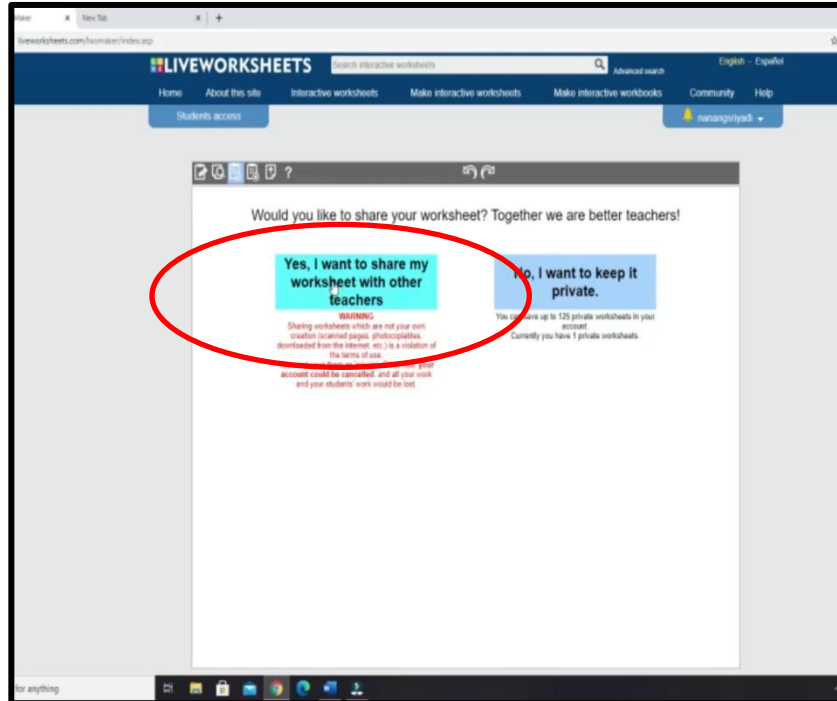 Maker x New Tab x +
liveworksheets.com/lwsmaker/index.asp
LIVEWORKSHEETS Search interactive worksheets Advanced search English - Español
Home About this site Interactive worksheets Make interactive worksheets Make interactive workbooks Community Help
Students access nanangsriyadi
?
Would you like to share your worksheet? Together we are better teachers!
Yes, I want to share my
worksheet with other
teachers
WARNING
Sharing worksheets which are not your own
creation (scanned pages, photocopiables,
downloaded from the internet, etc.) is a violation of
the terms of use.
your
account could be cancelled, and all your work
and your students' work would be lost.
No, I want to keep it
private.
You can save up to 125 private worksheets in your
account.
Currently you have 1 private worksheets.
for anything